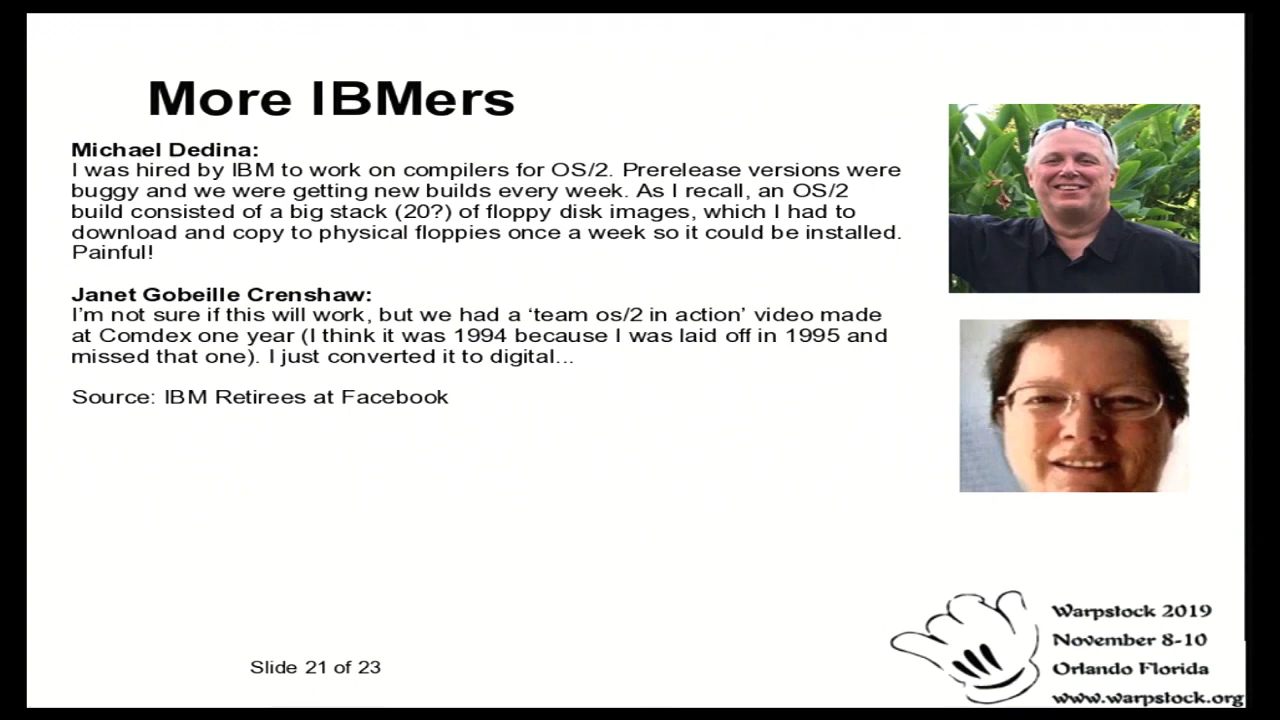 More IBMers
Michael Dedina:
I was hired by IBM to work on compilers for OS/2. Prerelease versions were
buggy and we were getting new builds every week. As I recall, an OS/2
build consisted of a big stack (20?) of floppy disk images, which I had to
download and copy to physical floppies once a week so it could be installed.
Painful!
Janet Gobeille Crenshaw:
I'm not sure if this will work, but we had a ‘team os/2 in action’ video made
at Comdex one year (I think it was 1994 because I was laid off in 1995 and
missed that one). I just converted it to digital...
Source: IBM Retirees at Facebook
Slide 21 of 23
Warpstock 2019
November 8-10
Orlando Florida
www.warpstock.org